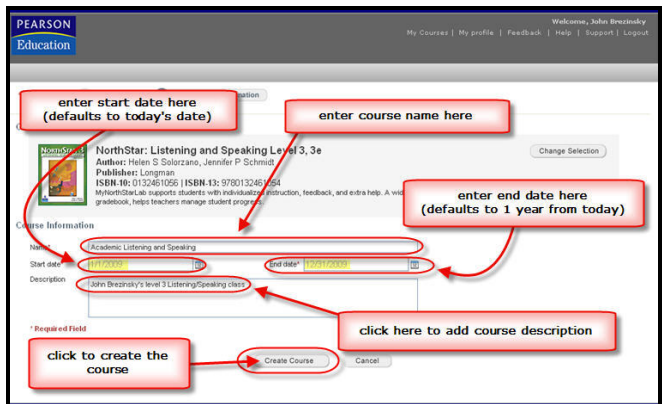 PEARSON
Education
Welcome, John Brezinsky
My Courses | My profile | Feedback | Help | Support | Logout
enter start date here
(defaults to today's date)
enter course name here
NorthStar: Listening and Speaking Level 3, 3e
Change Selection
Author: Helen S Solorzano, Jennifer P Schmidt
Publisher: Longman
ISBN-10: 0132461056 | ISBN-13:
MyNorthStarLab supports students with individualized instruction, feedback, and extra help. A
gradebook, helps teachers manage student progress.
enter end date here
(defaults to 1 year from today)
Course Information
Name*
Academic Listening and Speaking
Start date*
1/1/2009
End date*
12/31/2009
Description
John Brezinsky's level 3 Listening/Speaking class
* Required Field
click here to add course description
click to create the
course
Create Course
Cancel